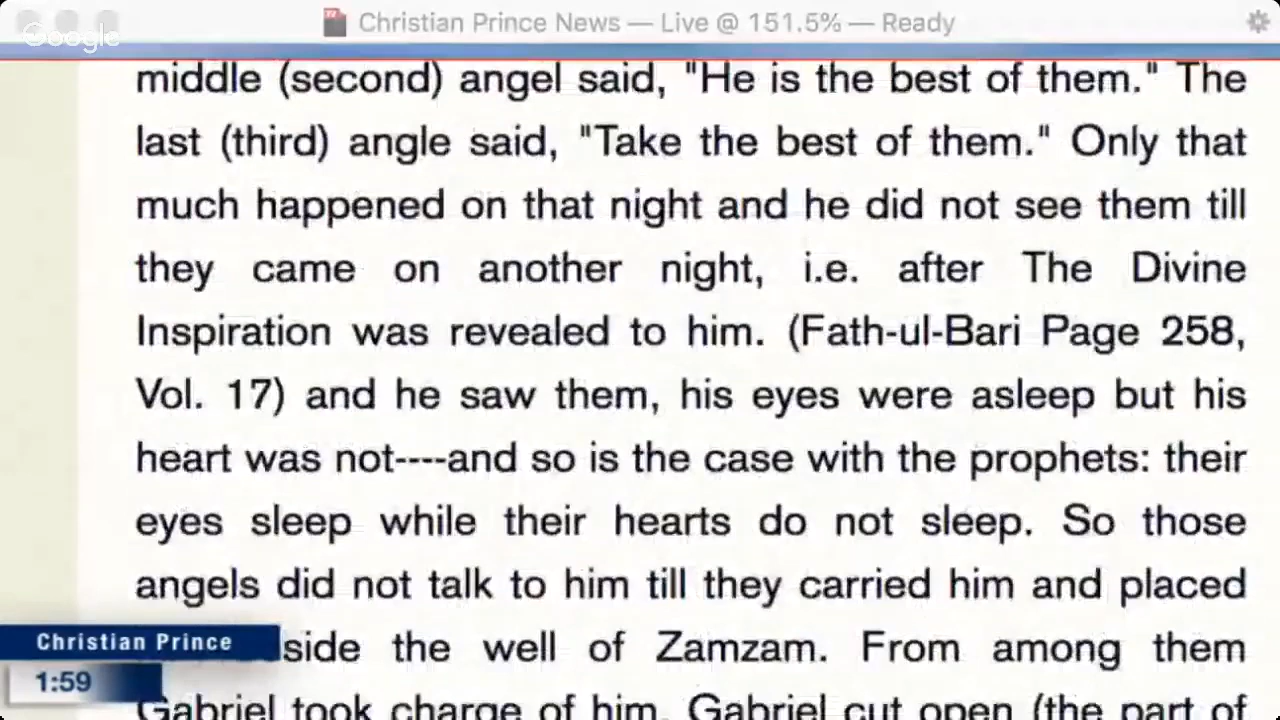 Christian Prince News — Live @ 151.5% — Ready
Google
middle (second) angel said, "He is the best of them." The
last (third) angle said, "Take the best of them." Only that
much happened on that night and he did not see them till
they came on another night, i.e. after The Divine
Inspiration was revealed to him. (Fath-ul-Bari Page 258,
Vol. 17) and he saw them, his eyes were asleep but his
heart was not----and so is the case with the prophets: their
eyes sleep while their hearts do not sleep. So those
angels did not talk to him till they carried him and placed
side the well of Zamzam. From among them
Gabriel took charge of him. Gabriel cut open (the part of
Christian Prince
1:59